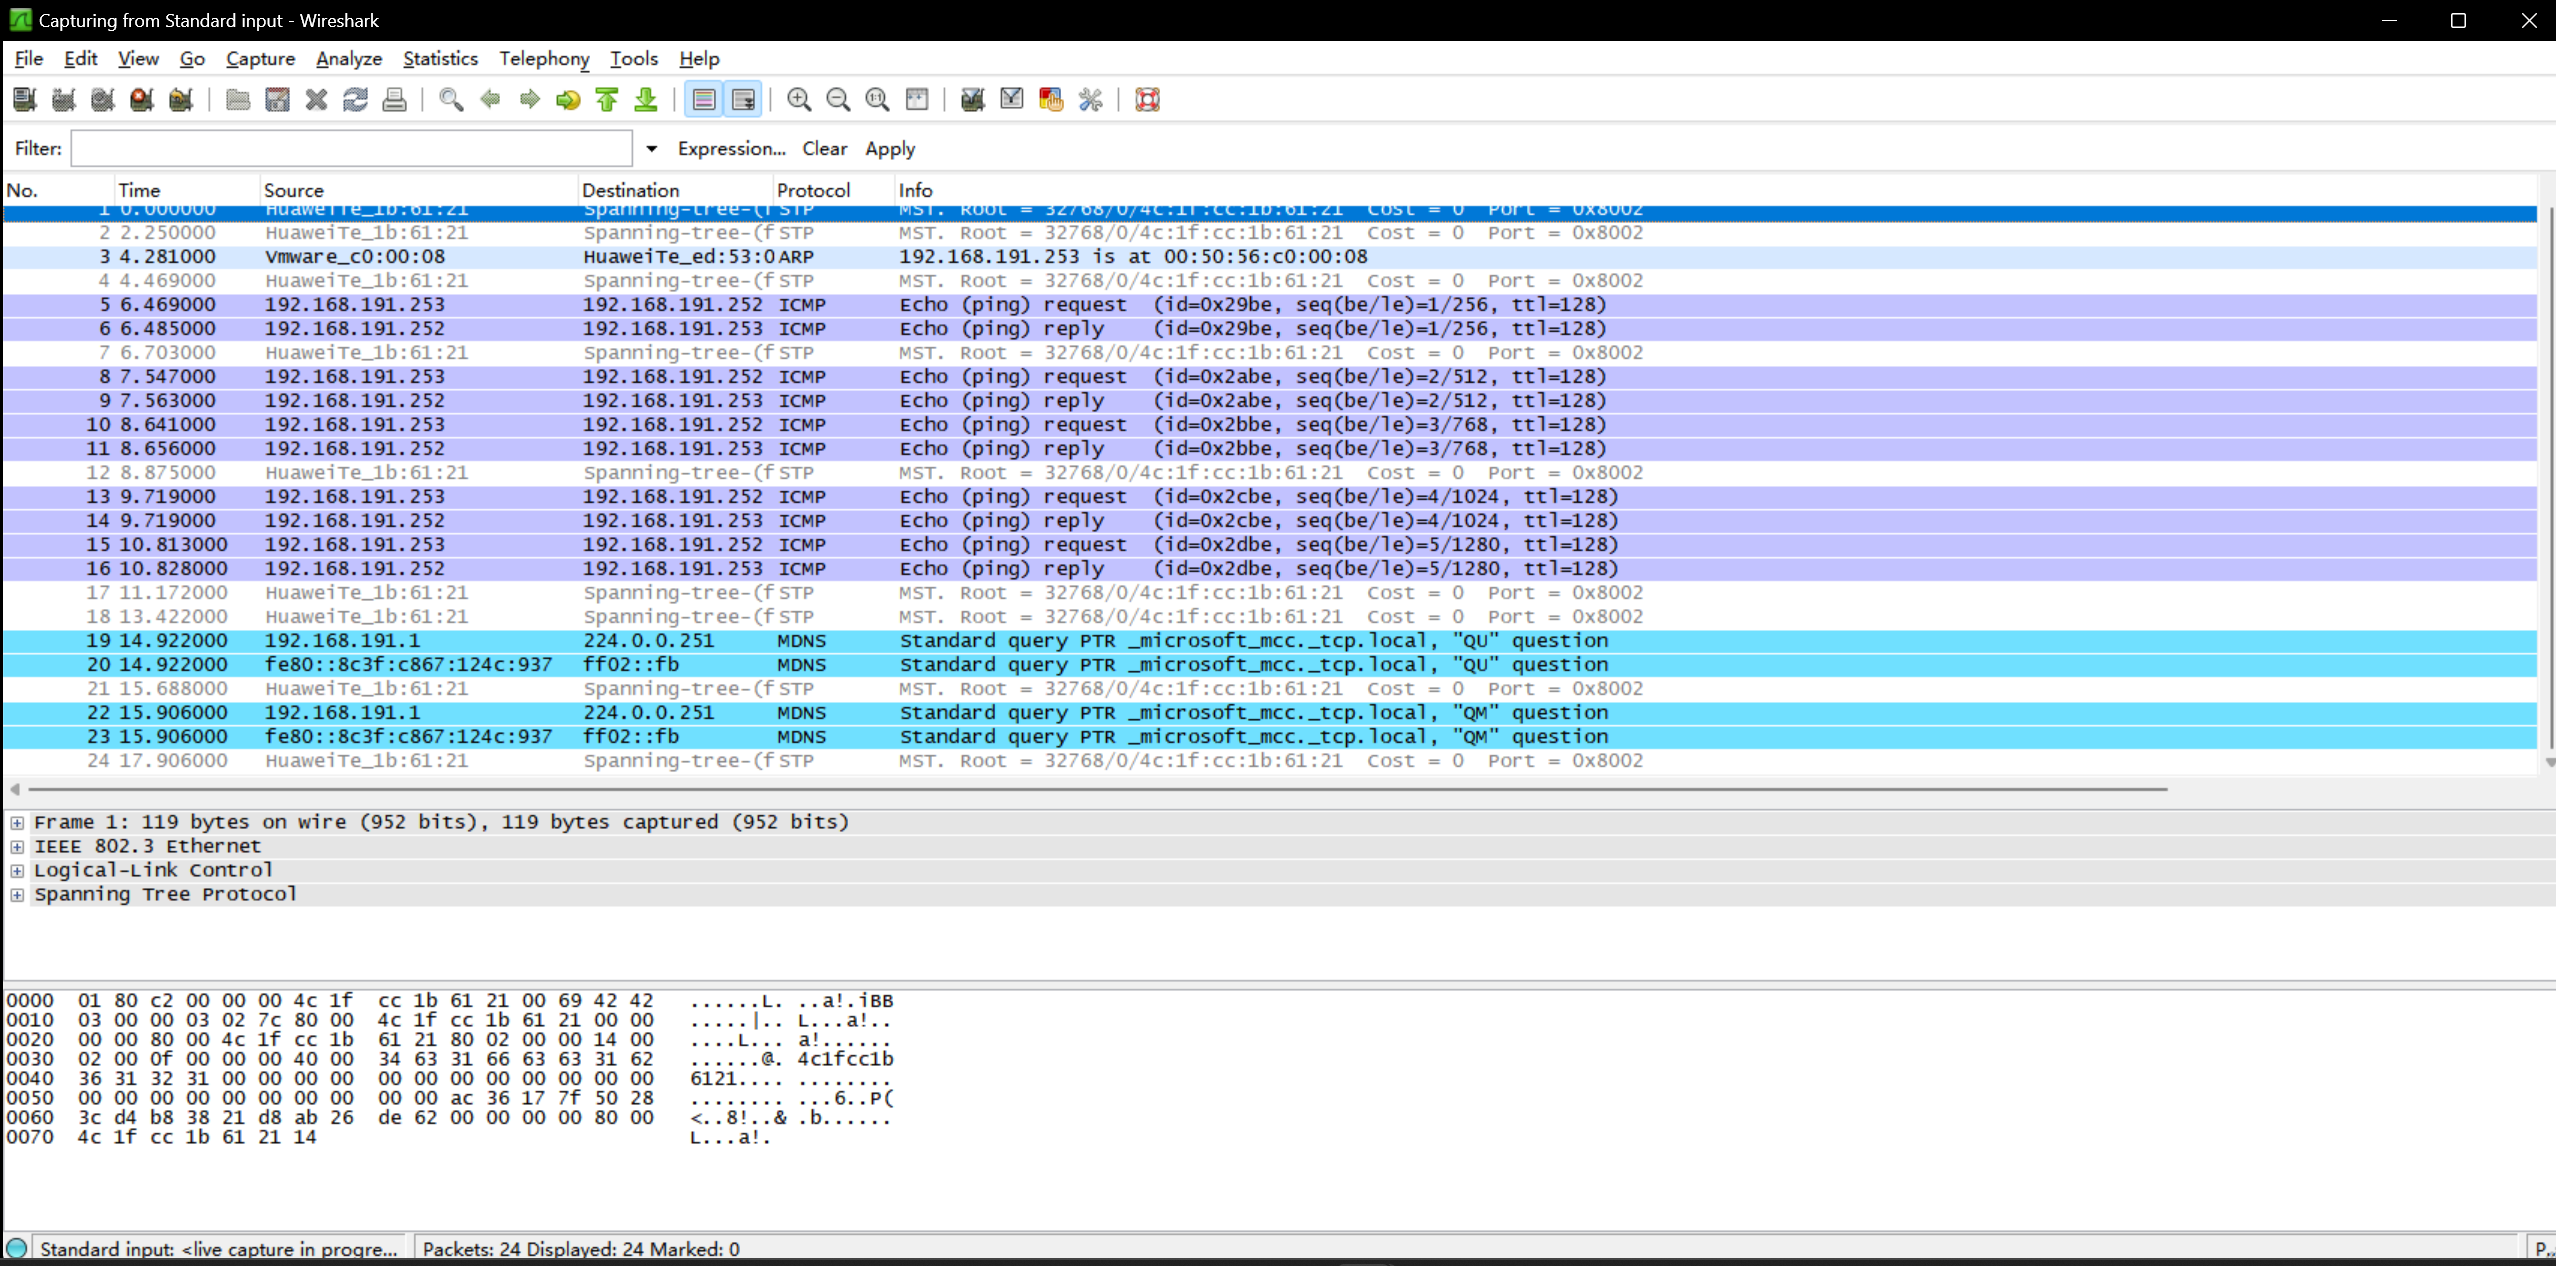 Capturing from Standard input - Wireshark
File Edit View Go Capture Analyze Statistics Telephony Tools Help
Filter: Expression... Clear Apply
No. Time Source Destination Protocol Info
1 0.000000 HuaweiTe_1b:61:21 Spanning-tree-(f STP MST. Root = 32768/0/4c:1f:cc:1b:61:21 Cost = 0 Port = 0x8002
2 2.250000 HuaweiTe_1b:61:21 Spanning-tree-(f STP MST. Root = 32768/0/4c:1f:cc:1b:61:21 Cost = 0 Port = 0x8002
3 4.281000 Vmware_c0:00:08 HuaweiTe_ed:53:0 ARP 192.168.191.253 is at 00:50:56:c0:00:08
4 4.469000 HuaweiTe_1b:61:21 Spanning-tree-(f STP MST. Root = 32768/0/4c:1f:cc:1b:61:21 Cost = 0 Port = 0x8002
5 6.469000 192.168.191.253 192.168.191.252 ICMP Echo (ping) request (id=0x29be, seq(be/le)=1/256, ttl=128)
6 6.485000 192.168.191.252 192.168.191.253 ICMP Echo (ping) reply (id=0x29be, seq(be/le)=1/256, ttl=128)
7 6.703000 HuaweiTe_1b:61:21 Spanning-tree-(f STP MST. Root = 32768/0/4c:1f:cc:1b:61:21 Cost = 0 Port = 0x8002
8 7.547000 192.168.191.253 192.168.191.252 ICMP Echo (ping) request (id=0x2abe, seq(be/le)=2/512, ttl=128)
9 7.563000 192.168.191.252 192.168.191.253 ICMP Echo (ping) reply (id=0x2abe, seq(be/le)=2/512, ttl=128)
10 8.641000 192.168.191.253 192.168.191.252 ICMP Echo (ping) request (id=0x2bbe, seq(be/le)=3/768, ttl=128)
11 8.656000 192.168.191.252 192.168.191.253 ICMP Echo (ping) reply (id=0x2bbe, seq(be/le)=3/768, ttl=128)
12 8.875000 HuaweiTe_1b:61:21 Spanning-tree-(f STP MST. Root = 32768/0/4c:1f:cc:1b:61:21 Cost = 0 Port = 0x8002
13 9.719000 192.168.191.253 192.168.191.252 ICMP Echo (ping) request (id=0x2cbe, seq(be/le)=4/1024, ttl=128)
14 9.719000 192.168.191.252 192.168.191.253 ICMP Echo (ping) reply (id=0x2cbe, seq(be/le)=4/1024, ttl=128)
15 10.813000 192.168.191.253 192.168.191.252 ICMP Echo (ping) request (id=0x2dbe, seq(be/le)=5/1280, ttl=128)
16 10.828000 192.168.191.252 192.168.191.253 ICMP Echo (ping) reply (id=0x2dbe, seq(be/le)=5/1280, ttl=128)
17 11.172000 HuaweiTe_1b:61:21 Spanning-tree-(f STP MST. Root = 32768/0/4c:1f:cc:1b:61:21 Cost = 0 Port = 0x8002
18 13.422000 HuaweiTe_1b:61:21 Spanning-tree-(f STP MST. Root = 32768/0/4c:1f:cc:1b:61:21 Cost = 0 Port = 0x8002
19 14.922000 192.168.191.1 224.0.0.251 MDNS Standard query PTR _microsoft_mcc._tcp.local, "QU" question
20 14.922000 fe80::8c3f:c867:124c:937 ff02::fb MDNS Standard query PTR _microsoft_mcc._tcp.local, "QU" question
21 15.688000 HuaweiTe_1b:61:21 Spanning-tree-(f STP MST. Root = 32768/0/4c:1f:cc:1b:61:21 Cost = 0 Port = 0x8002
22 15.906000 192.168.191.1 224.0.0.251 MDNS Standard query PTR _microsoft_mcc._tcp.local, "QM" question
23 15.906000 fe80::8c3f:c867:124c:937 ff02::fb MDNS Standard query PTR _microsoft_mcc._tcp.local, "QM" question
24 17.906000 HuaweiTe_1b:61:21 Spanning-tree-(f STP MST. Root = 32768/0/4c:1f:cc:1b:61:21 Cost = 0 Port = 0x8002
Frame 1: 119 bytes on wire (952 bits), 119 bytes captured (952 bits)
IEEE 802.3 Ethernet
Logical-Link Control
Spanning Tree Protocol
0000 01 80 c2 00 00 00 4c 1f cc 1b 61 21 00 69 42 42 ......L. ..a!.iBB
0010 03 00 00 03 02 7c 80 00 4c 1f cc 1b 61 21 00 00 .....|.. L...a!..
0020 00 00 80 00 4c 1f cc 1b 61 21 80 02 00 00 14 00 ....L... a!......
0030 02 00 0f 00 00 00 40 00 34 63 31 66 63 63 31 62 ......@. 4c1fcc1b
0040 36 31 32 31 00 00 00 00 00 00 00 00 00 00 00 00 6121.... ........
0050 00 00 00 00 00 00 00 00 00 00 ac 36 17 7f 50 28 ........ ...6..P(
0060 3c d4 b8 38 21 d8 ab 26 de 62 00 00 00 00 80 00 <..8!..& .b......
0070 4c 1f cc 1b 61 21 14 L...a!.
Standard input: <live capture in progre... Packets: 24 Displayed: 24 Marked: 0 P...